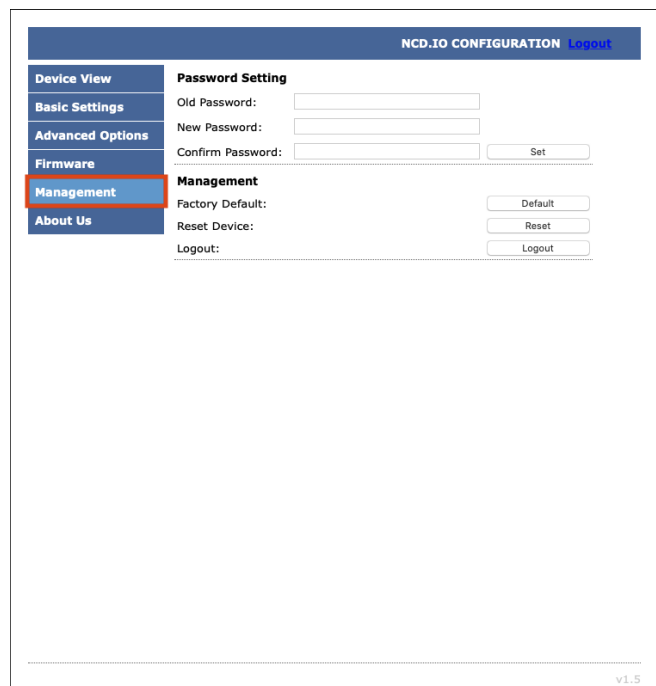 NCD.IO CONFIGURATION Logout
Device View
Basic Settings
Advanced Options
Firmware
Management
About Us
Password Setting
Old Password:
New Password:
Confirm Password: Set
Management
Factory Default: Default
Reset Device: Reset
Logout: Logout
v1.5